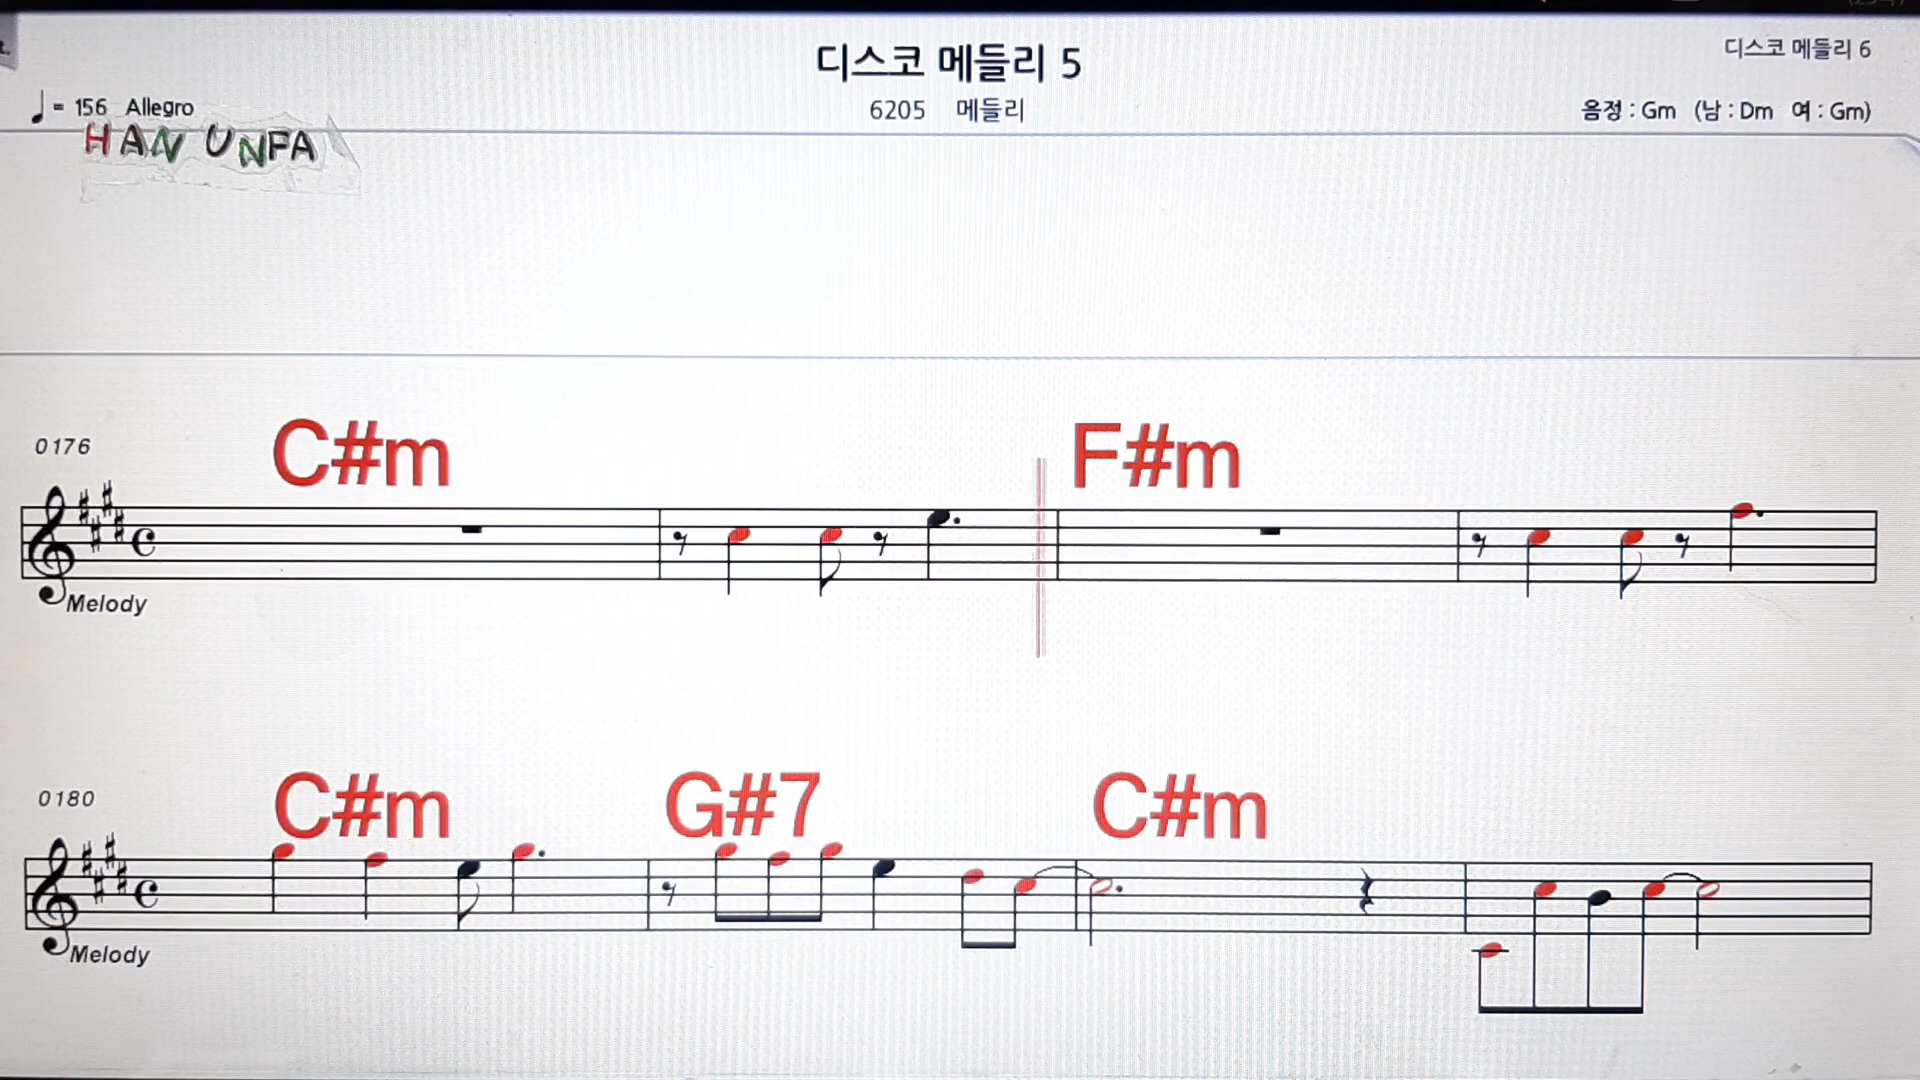 디스코 메들리 5
디스코 메들리 6
♩= 156 Allegro
6205 메들리
음정 : Gm (남 : Dm 여 : Gm)
HAN UNFA
C#m F#m
0176
Melody
C#m G#7 C#m
0180
Melody